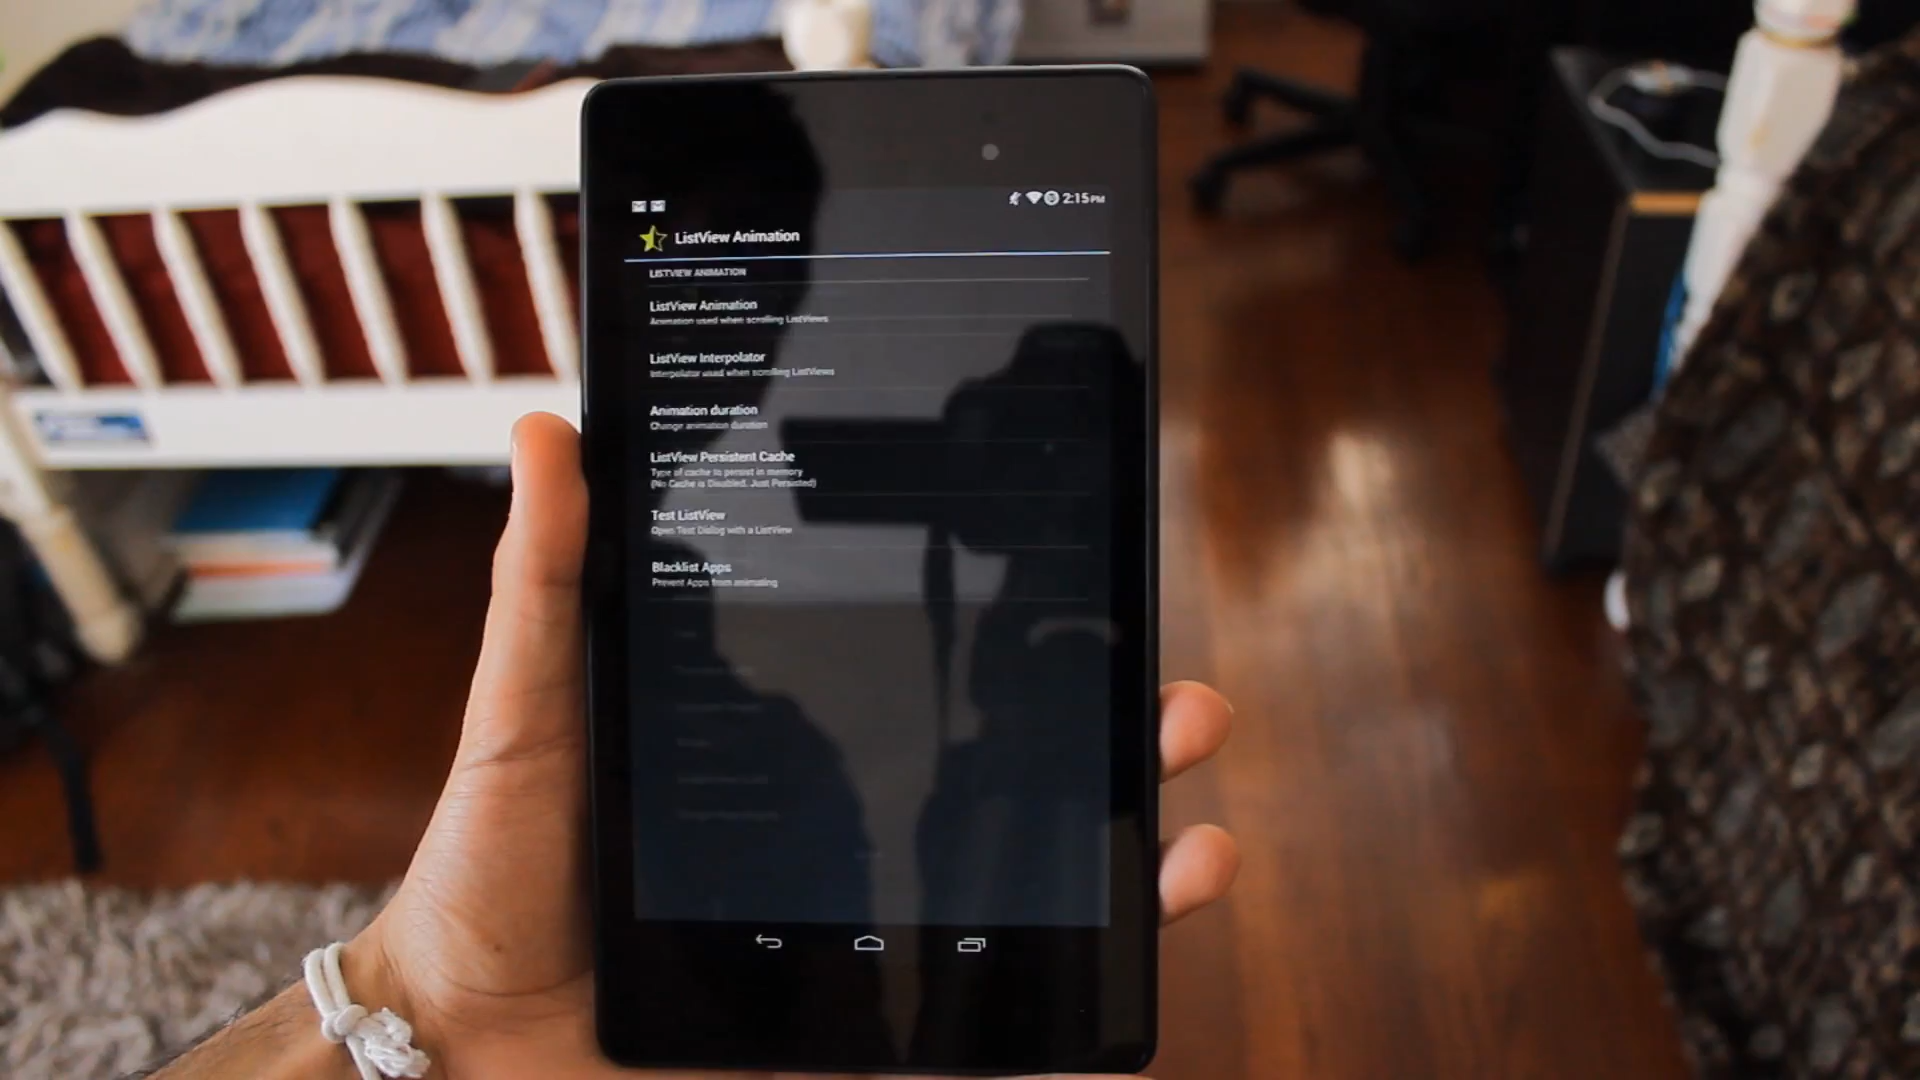 2:15PM
ListView Animation
LISTVIEW ANIMATION
ListView Animation
Animation used when scrolling ListViews
ListView Interpolator
Interpolator used when scrolling ListViews
Animation duration
Change animation duration
ListView Persistent Cache
Type of cache to persist in memory
(No Cache is Disabled. Just Persisted)
Test ListView
Open Test Dialog with a ListView
Blacklist Apps
Prevent Apps from animating